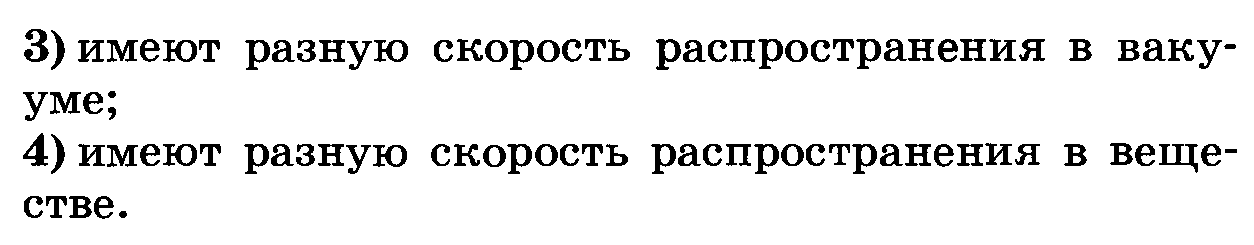 3) имеют разную скорость распространения в ваку-
уме;
4) имеют разную скорость распространения в веще-
стве.